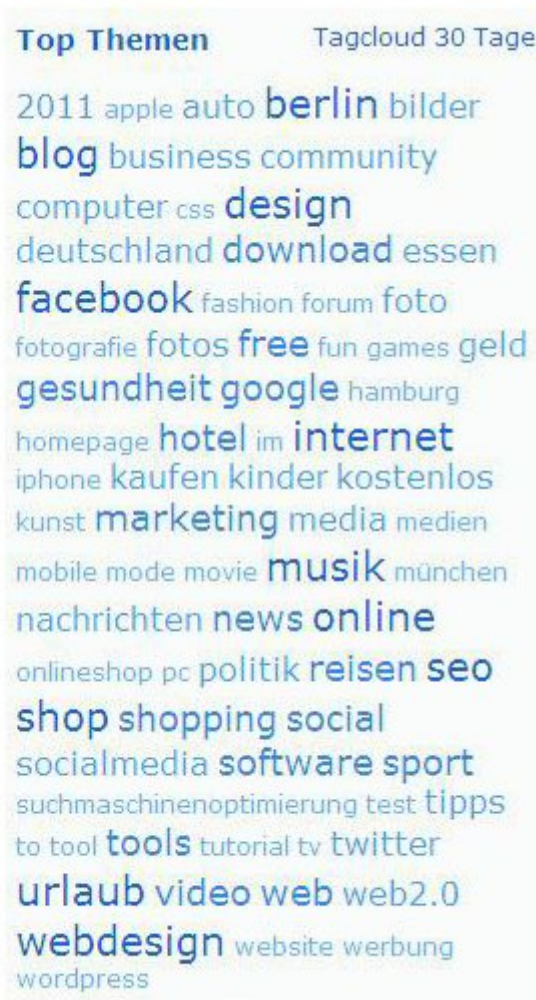 Top Themen Tagcloud 30 Tage
2011 apple auto berlin bilder
blog business community
computer css design
deutschland download essen
facebook fashion forum foto
fotografie fotos free fun games geld
gesundheit google hamburg
homepage hotel im internet
iphone kaufen kinder kostenlos
kunst marketing media medien
mobile mode movie musik münchen
nachrichten news online
onlineshop pc politik reisen seo
shop shopping social
socialmedia software sport
suchmaschinenoptimierung test tipps
to tool tools tutorial tv twitter
urlaub video web web2.0
webdesign website werbung
wordpress